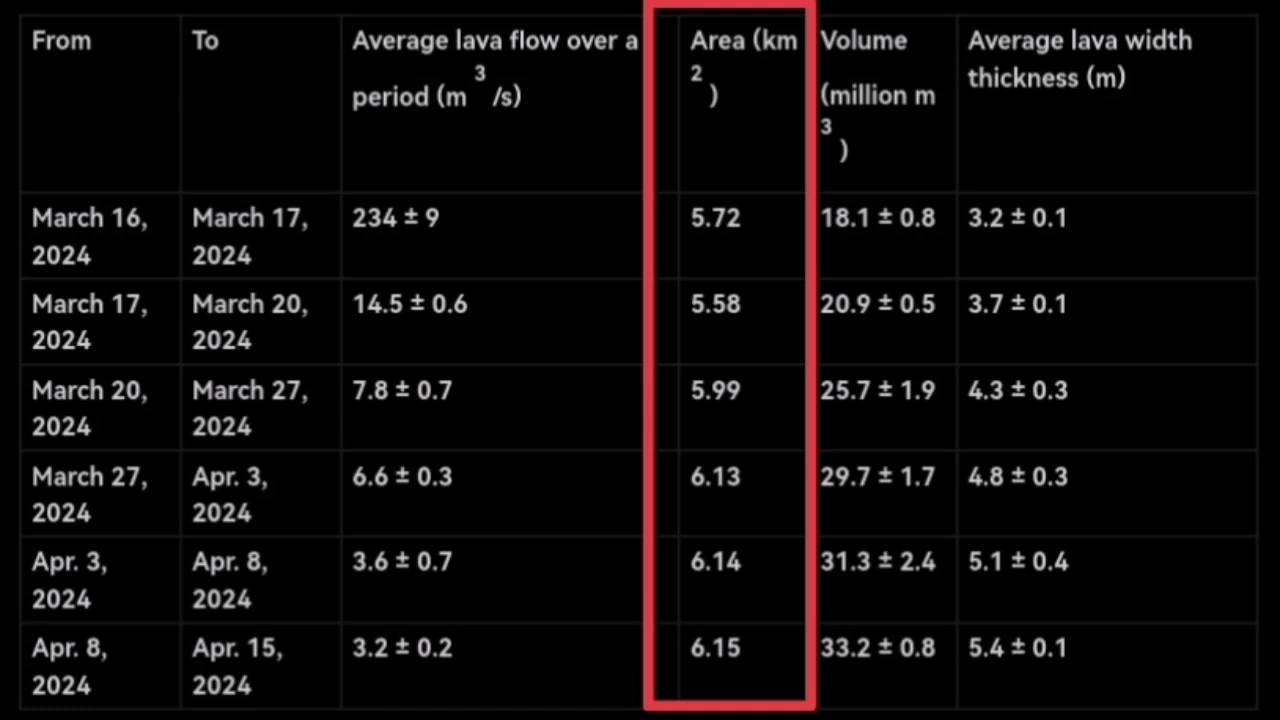 From To Average lava flow over a period (m 3 /s) Area (km 2 ) Volume (million m 3 ) Average lava width thickness (m)
March 16, 2024 March 17, 2024 234 ± 9 5.72 18.1 ± 0.8 3.2 ± 0.1
March 17, 2024 March 20, 2024 14.5 ± 0.6 5.58 20.9 ± 0.5 3.7 ± 0.1
March 20, 2024 March 27, 2024 7.8 ± 0.7 5.99 25.7 ± 1.9 4.3 ± 0.3
March 27, 2024 Apr. 3, 2024 6.6 ± 0.3 6.13 29.7 ± 1.7 4.8 ± 0.3
Apr. 3, 2024 Apr. 8, 2024 3.6 ± 0.7 6.14 31.3 ± 2.4 5.1 ± 0.4
Apr. 8, 2024 Apr. 15, 2024 3.2 ± 0.2 6.15 33.2 ± 0.8 5.4 ± 0.1